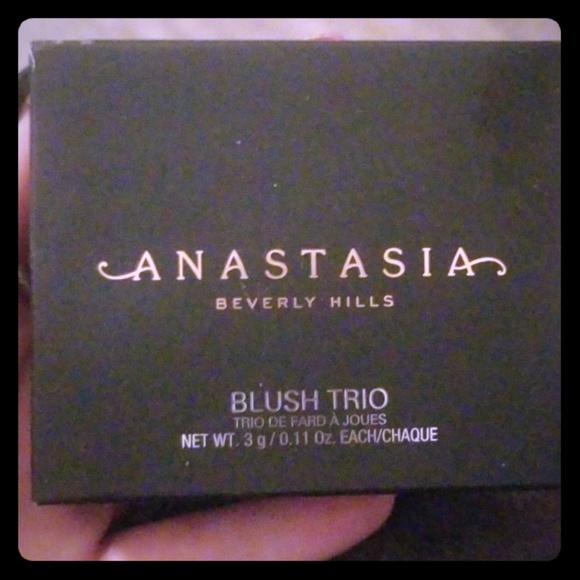 ANASTASIA
BEVERLY HILLS
BLUSH TRIO
TRIO DE FARD À JOUES
NET WT. 3 g / 0.11 Oz. EACH/CHAQUE